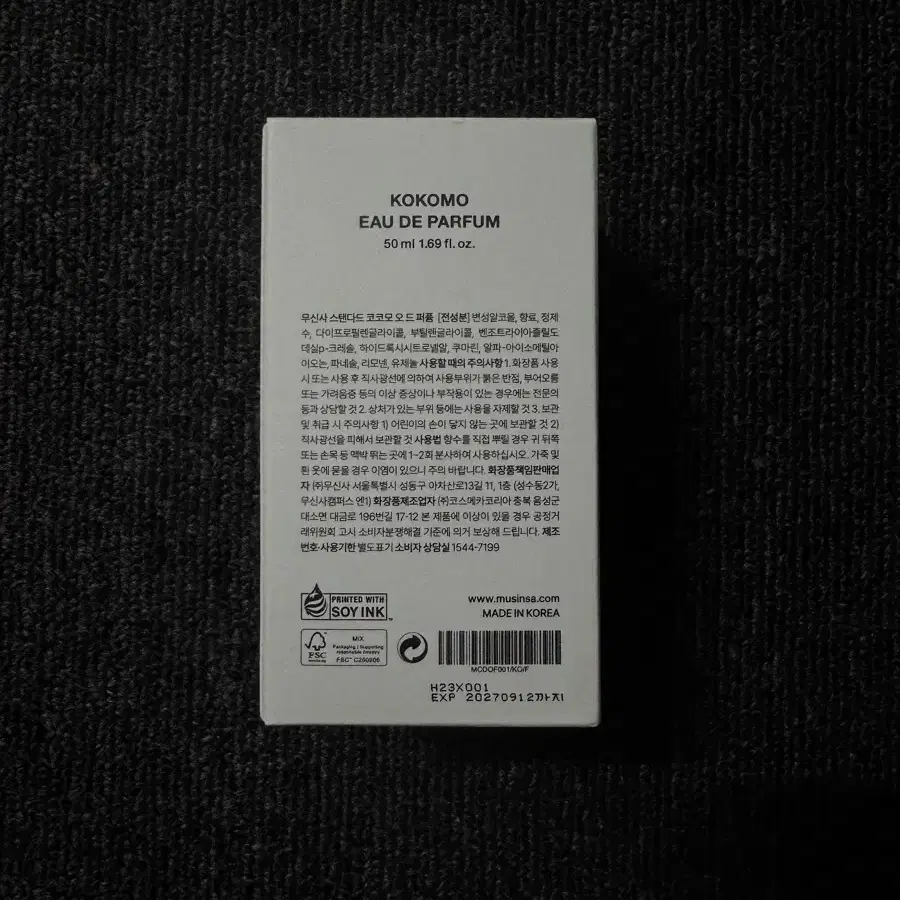 KOKOMO
EAU DE PARFUM
50 ml 1.69 fl. oz.
무신사 스탠다드 코코모 오 드 퍼퓸 [전성분] 변성알코올, 향료, 정제
수, 다이프로필렌글라이콜, 부틸렌글라이콜, 벤조트라이아졸릴도
데실p-크레솔, 하이드록시시트로넬알, 쿠마린, 알파-아이소메틸아
이오논, 파네솔, 리모넨, 유제놀 사용할 때의 주의사항 1. 화장품 사용
시 또는 사용 후 직사광선에 의하여 사용부위가 붉은 반점, 부어오름
또는 가려움증 등의 이상 증상이나 부작용이 있는 경우에는 전문의
등과 상담할 것 2. 상처가 있는 부위 등에는 사용을 자제할 것 3. 보관
및 취급 시 주의사항 1) 어린이의 손이 닿지 않는 곳에 보관할 것 2)
직사광선을 피해서 보관할 것 사용법 향수를 직접 뿌릴 경우 귀 뒤쪽
또는 손목 등 맥박 뛰는 곳에 1~2회 분사하여 사용하십시오. 가죽 및
흰 옷에 묻을 경우 이염이 있으니 주의 바랍니다. 화장품책임판매업
자 ㈜무신사 서울특별시 성동구 아차산로13길 11, 1층 (성수동2가,
무신사캠퍼스 엔1) 화장품제조업자 ㈜코스메카코리아 충북 음성군
대소면 대금로 196번길 17-12 본 제품에 이상이 있을 경우 공정거
래위원회 고시 소비자분쟁해결 기준에 의거 보상해 드립니다. 제조
번호·사용기한 별도표기 소비자 상담실 1544-7199
PRINTED WITH
SOY INK™
www.musinsa.com
MADE IN KOREA
FSC
MIX
Packaging | Supporting
responsible forestry
FSC™
MCDOF001/KO/F
H23X001
EXP 20270912까지